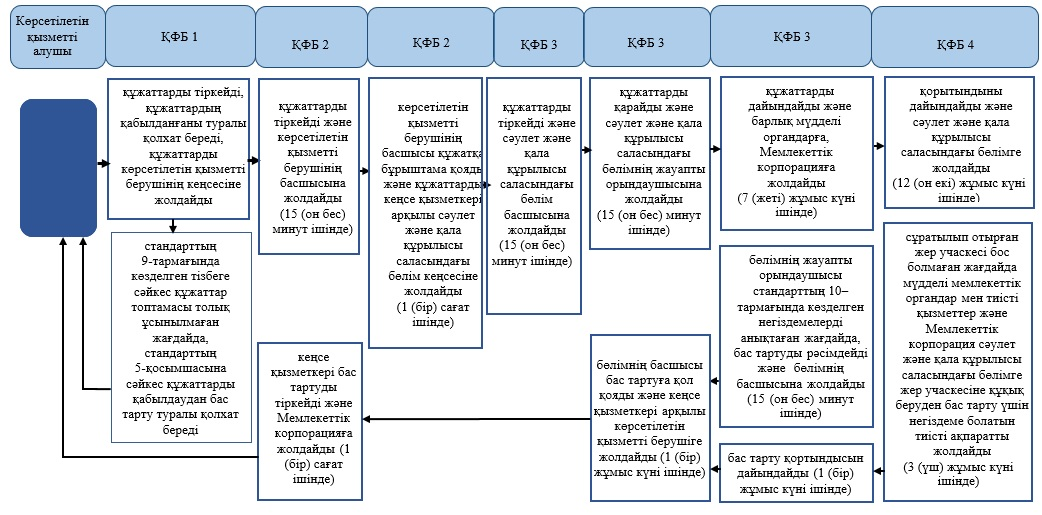 Көрсетілетін
қызметті
алушы
ҚФБ 1
ҚФБ 2
ҚФБ 2
ҚФБ 3
ҚФБ 3
ҚФБ 3
ҚФБ 4
құжаттарды тіркейді,
құжаттардың
қабылданғаны туралы
қолхат береді,
құжаттарды
көрсетілетін қызметті
берушінің кеңсесіне
жолдайды
құжаттарды
тіркейді және
көрсетілетін
қызметті
берушінің
басшысына
жолдайды
(15 (он бес)
минут ішінде)
көрсетілетін
қызметті
берушінің
басшысы құжатқа
бұрыштама қояды
және құжаттарды
кеңсе қызметкері
арқылы сәулет
және қала
құрылысы
саласындағы
бөлім кеңсесіне
жолдайды
(1 (бір) сағат
ішінде)
құжаттарды
тіркейді және
сәулет және
қала
құрылысы
саласындағы
бөлім
басшысына
жолдайды
(15 (он бес)
минут ішінде)
құжаттарды
қарайды және
сәулет және қала
құрылысы
саласындағы
бөлімнің жауапты
орындаушысына
жолдайды
(15 (он бес) минут
ішінде)
құжаттарды
дайындайды және
барлық мүдделі
органдарға,
Мемлекеттік
корпорацияға
жолдайды
(7 (жеті) жұмыс күні
ішінде)
қорытындыны
дайындайды және
сәулет және қала
құрылысы
саласындағы бөлімге
жолдайды
(12 (он екі) жұмыс күні
ішінде)
стандарттың
9-тармағында
көзделген тізбеге
сәйкес құжаттар
топтамасы толық
ұсынылмаған
жағдайда,
стандарттың
5-қосымшасына
сәйкес құжаттарды
қабылдаудан бас
тарту туралы қолхат
береді
кеңсе
қызметкері бас
тартуды
тіркейді және
Мемлекеттік
корпорацияға
жолдайды (1
(бір) сағат
ішінде)
бөлімнің басшысы
бас тартуға қол
қояды және кеңсе
қызметкері арқылы
көрсетілетін
қызметті берушіге
жолдайды (1 (бір)
жұмыс күні ішінде)
бөлімнің жауапты
орындаушысы
стандарттың 10–
тармағында көзделген
негіздемелерді
анықтаған жағдайда,
бас тартуды рәсімдейді
және бөлімнің
басшысына жолдайды
(15 (он бес) минут
ішінде)
бас тарту қортындысын
дайындайды (1 (бір)
жұмыс күні ішінде)
сұратылып отырған
жер учаскесі бос
болмаған жағдайда
мүдделі мемлекеттік
органдар мен тиісті
қызметтер және
Мемлекеттік
корпорация сәулет
және қала құрылысы
саласындағы бөлімге
жер учаскесіне құқық
беруден бас тарту үшін
негіздеме болатын
тиісті ақпаратты
жолдайды
(3 (үш) жұмыс күні
ішінде)